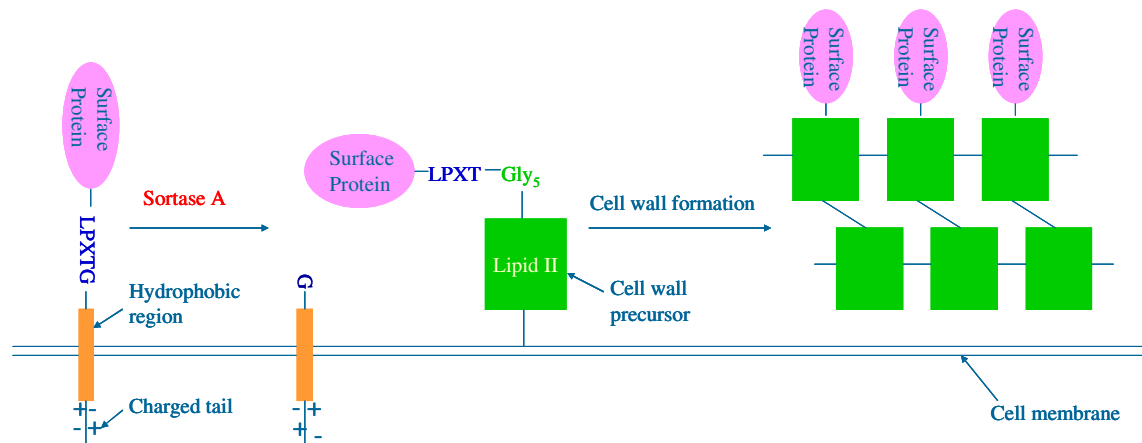 Surface
Protein
LPXTG
Hydrophobic
region
+-
-+
Charged tail
Sortase A
G
-+
+-
Surface
Protein
LPXT
Gly5
Lipid II
Cell wall
precursor
Cell wall formation
Surface
Protein
Surface
Protein
Surface
Protein
Cell membrane